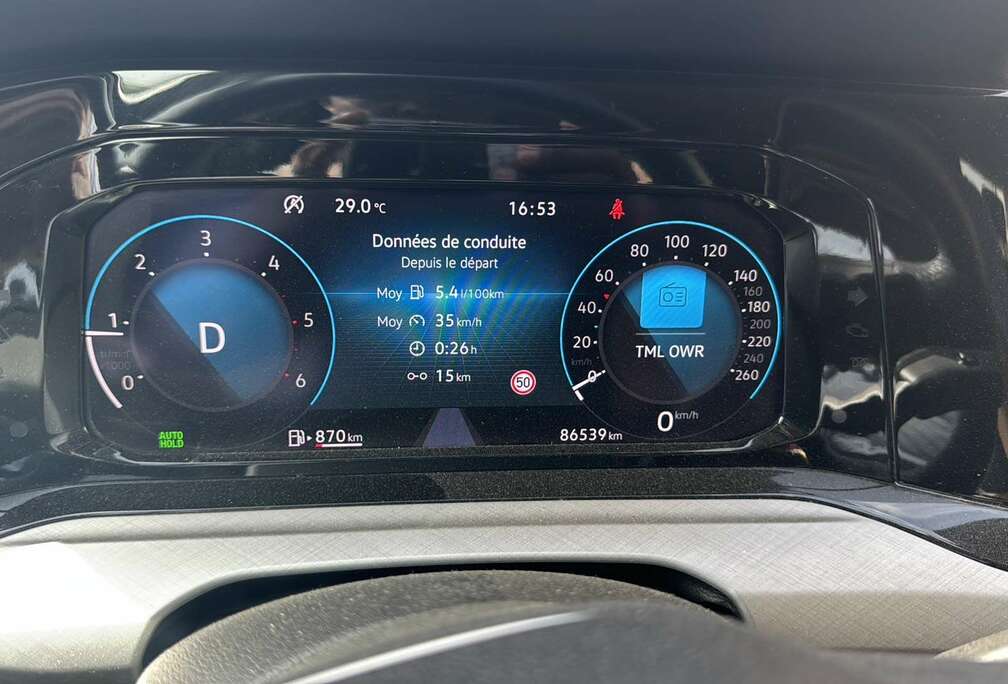 29.0 °C
16:53
Données de conduite
Depuis le départ
Moy 5.4 l/100km
Moy 35 km/h
0:26 h
15 km
50
0 1 2 3 4 5 6
D
AUTO
HOLD
870 km
0 20 40 60 80 100 120 140 160 180 200 220 240 260
km/h
TML OWR
0 km/h
86539 km